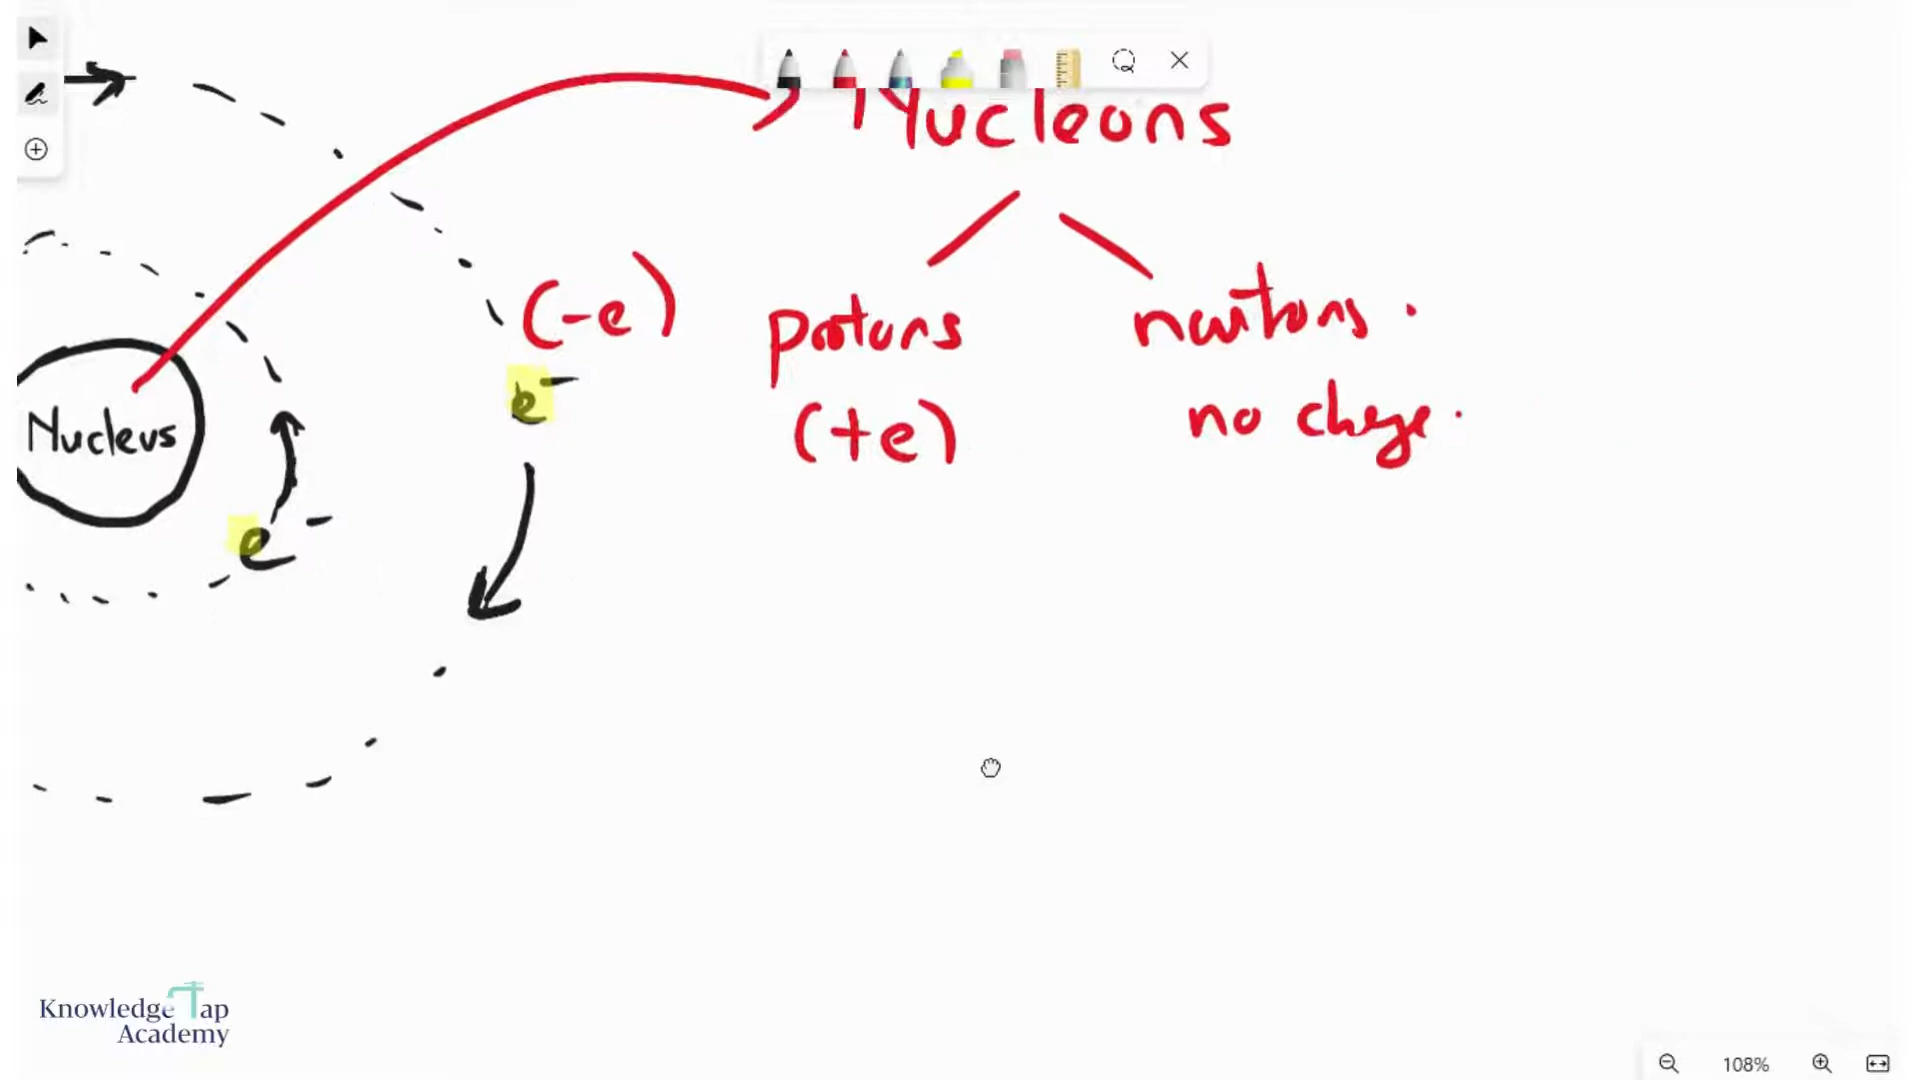 Nucleons
(-e)
protons
neutrons.
e⁻
(+e)
no charge.
Nucleus
e⁻
Knowledge Tap
Academy
108%